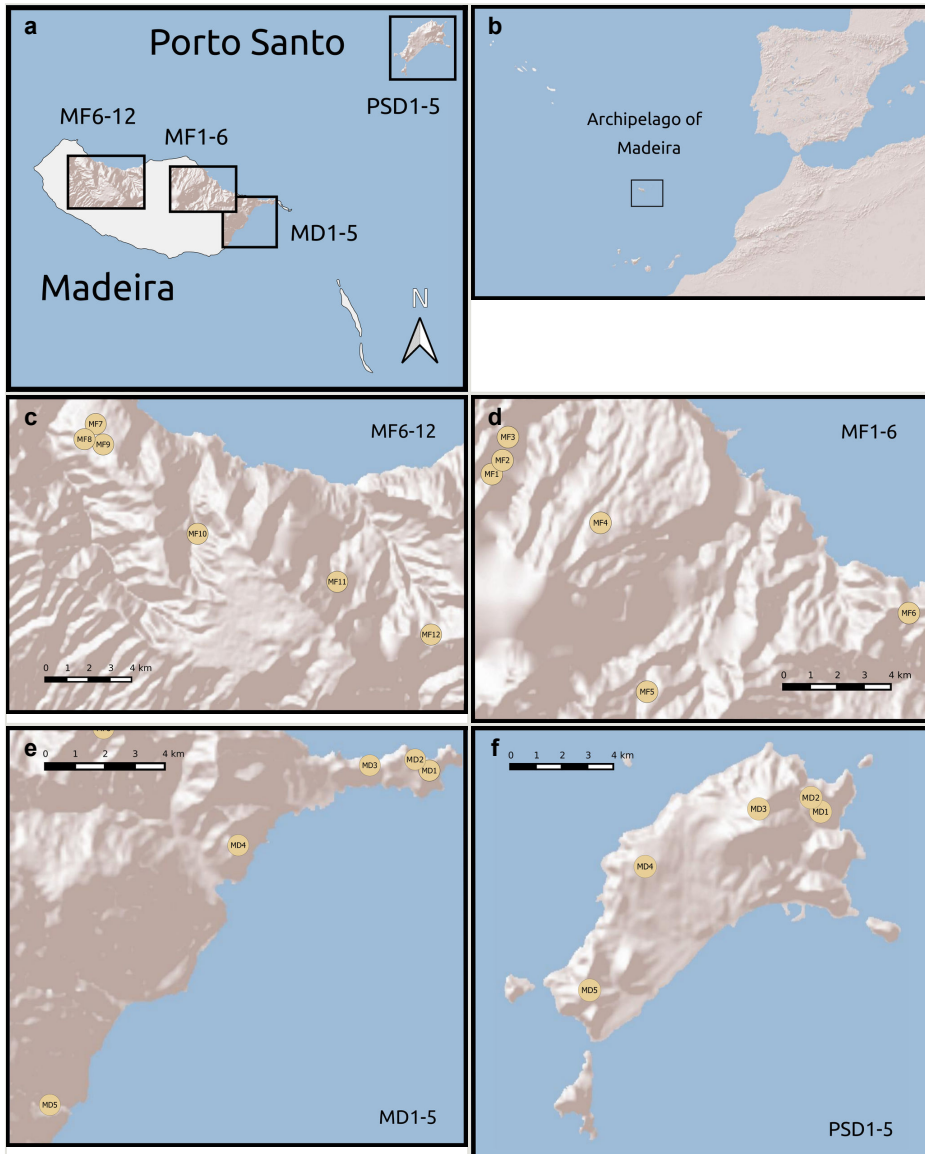 a
Porto Santo
PSD1-5
MF6-12
MF1-6
MD1-5
Madeira
N
b
Archipelago of
Madeira
c
MF6-12
MF7
MF8
MF9
MF10
MF11
MF12
0 1 2 3 4 km
d
MF1-6
MF3
MF2
MF1
MF4
MF6
MF5
0 1 2 3 4 km
e
0 1 2 3 4 km
MD3
MD2
MD1
MD4
MD5
MD1-5
f
0 1 2 3 4 km
MD2
MD3
MD1
MD4
MD5
PSD1-5